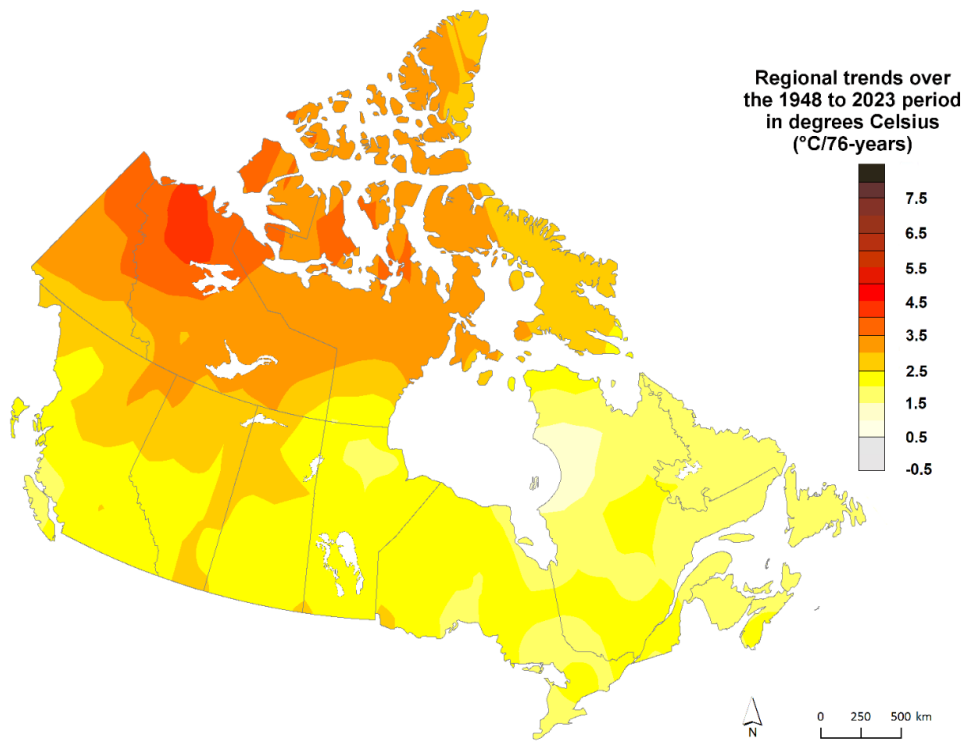 Regional trends over
the 1948 to 2023 period
in degrees Celsius
(°C/76-years)
7.5
6.5
5.5
4.5
3.5
2.5
1.5
0.5
-0.5
N
0 250 500 km